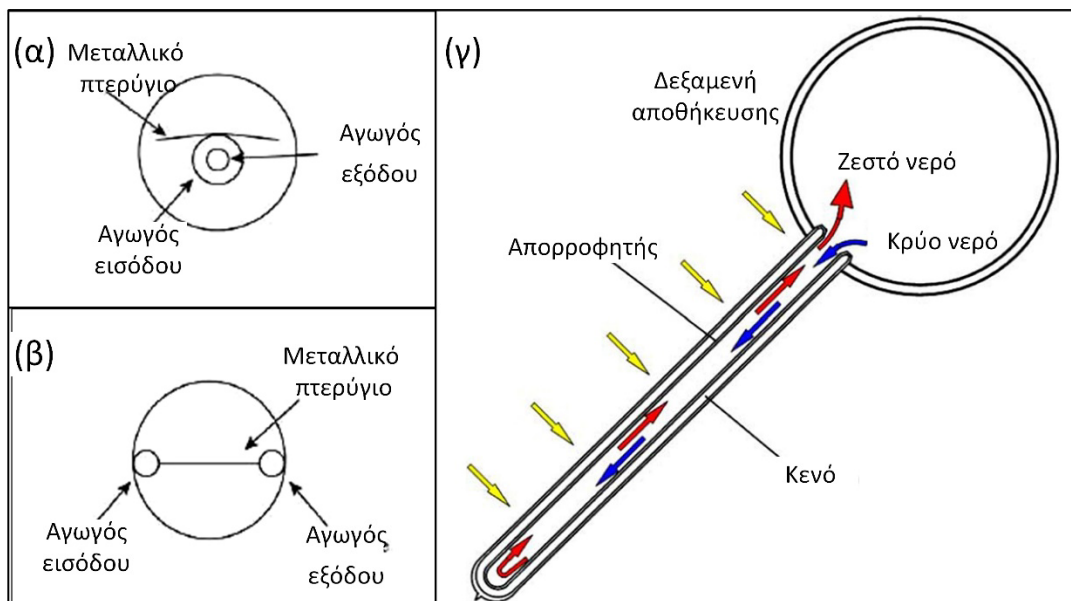 (α)
Μεταλλικό
πτερύγιο
Αγωγός
εξόδου
Αγωγός
εισόδου
(β)
Μεταλλικό
πτερύγιο
Αγωγός
εισόδου
Αγωγός
εξόδου
(γ)
Δεξαμενή
αποθήκευσης
Ζεστό νερό
Κρύο νερό
Απορροφητής
Κενό